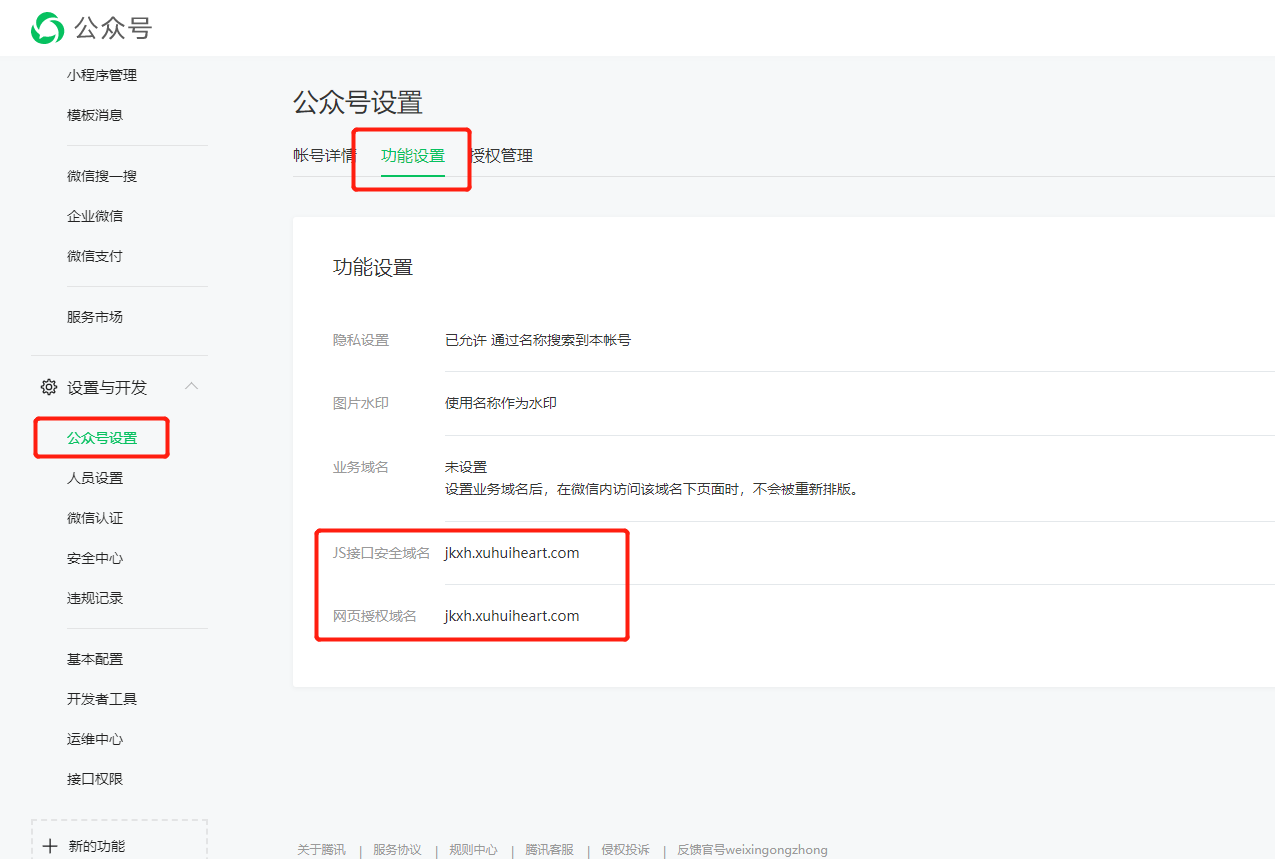 公众号
小程序管理
模板消息
微信搜一搜
企业微信
微信支付
服务市场
设置与开发
公众号设置
人员设置
微信认证
安全中心
违规记录
基本配置
开发者工具
运维中心
接口权限
新的功能
公众号设置
帐号详情 功能设置 授权管理
功能设置
隐私设置 已允许 通过名称搜索到本帐号
图片水印 使用名称作为水印
业务域名 未设置
设置业务域名后，在微信内访问该域名下页面时，不会被重新排版。
JS接口安全域名 jkxh.xuhuiheart.com
网页授权域名 jkxh.xuhuiheart.com
关于腾讯 | 服务协议 | 规则中心 | 腾讯客服 | 侵权投诉 | 反馈官号weixingongzhong